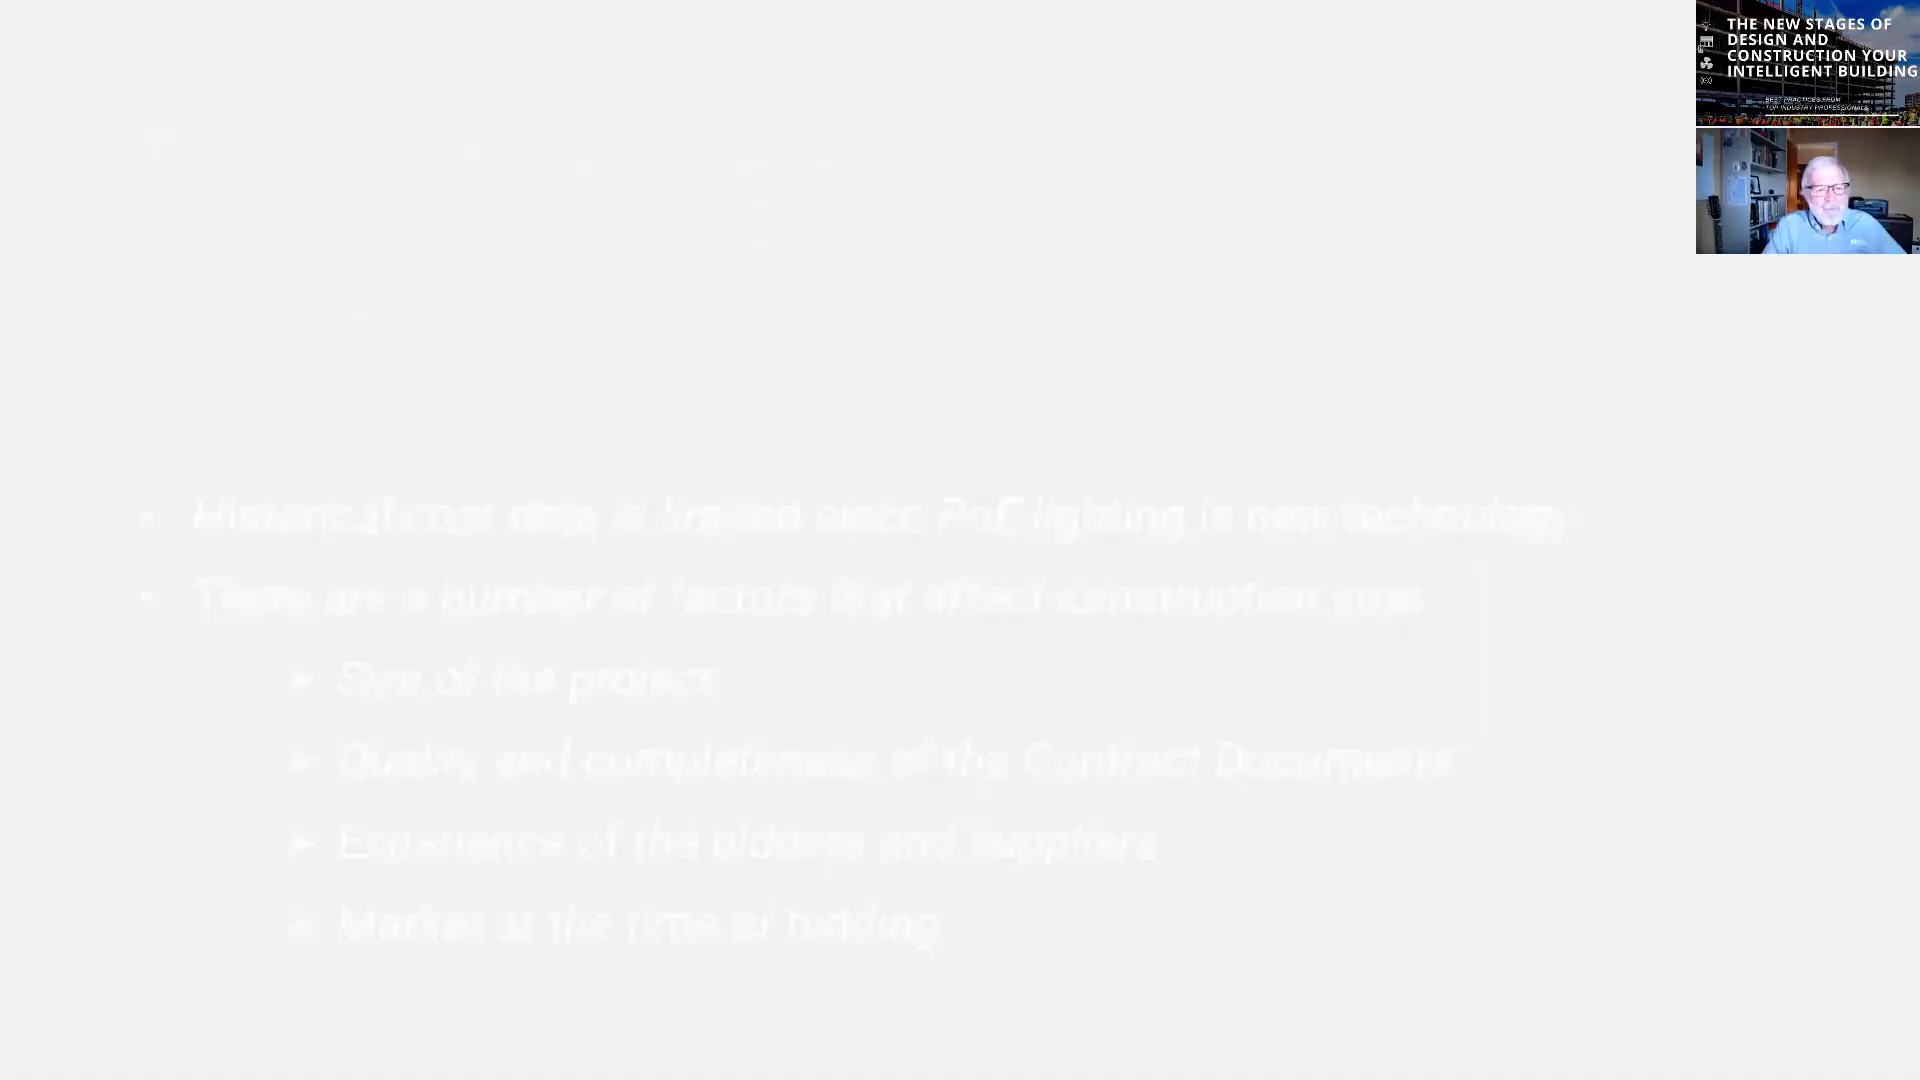 THE NEW STAGES OF
DESIGN AND
CONSTRUCTION YOUR
INTELLIGENT BUILDING
BEST PRACTICES FROM
TOP INDUSTRY PROFESSIONALS
• Historical cost data is limited since PoE lighting is new technology
• There are a number of factors that affect construction cost
➤ Size of the project
➤ Quality and completeness of the Contract Documents
➤ Experience of the bidders and suppliers
➤ Market at the time of bidding